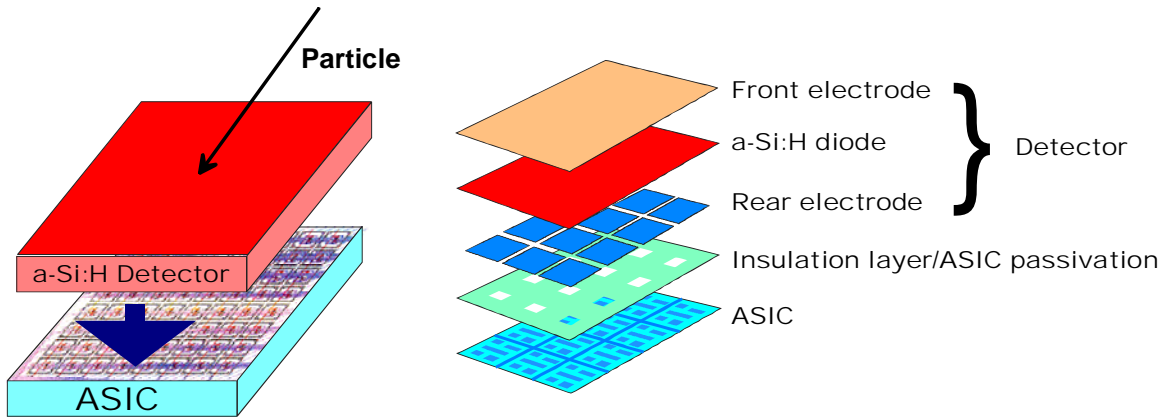 Particle
a-Si:H Detector
ASIC
Front electrode
a-Si:H diode
Detector
Rear electrode
Insulation layer/ASIC passivation
ASIC